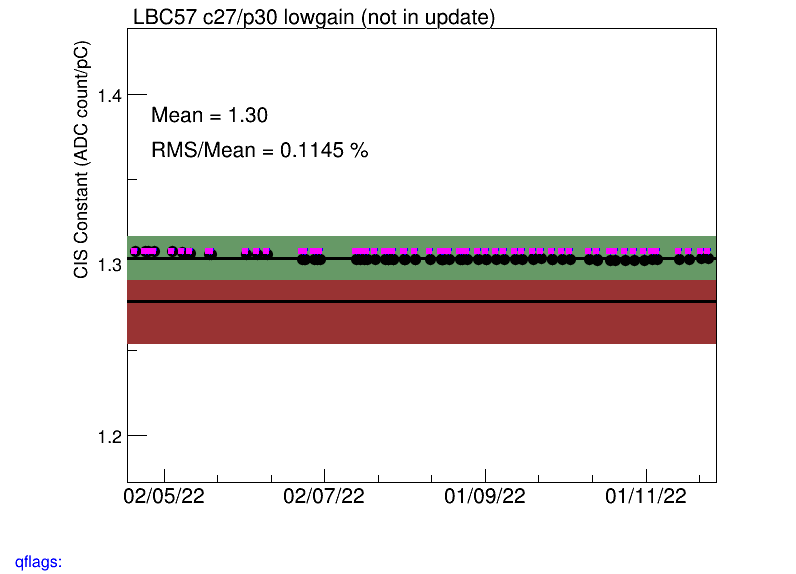 LBC57 c27/p30 lowgain (not in update)
CIS Constant (ADC count/pC)
1.4
1.3
1.2
Mean = 1.30
RMS/Mean = 0.1145 %
02/05/22 02/07/22 01/09/22 01/11/22
qflags: